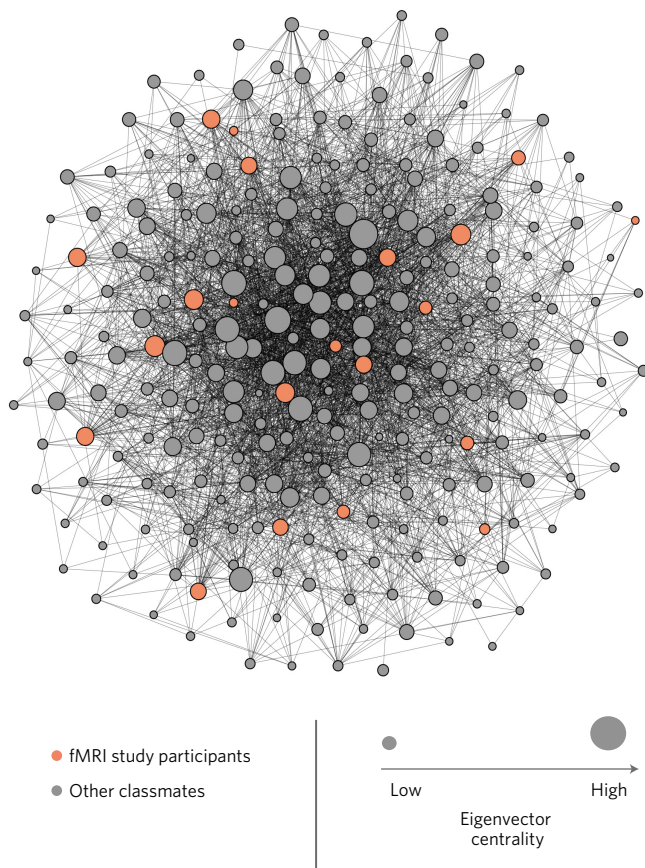 fMRI study participants
Other classmates
Low
High
Eigenvector
centrality